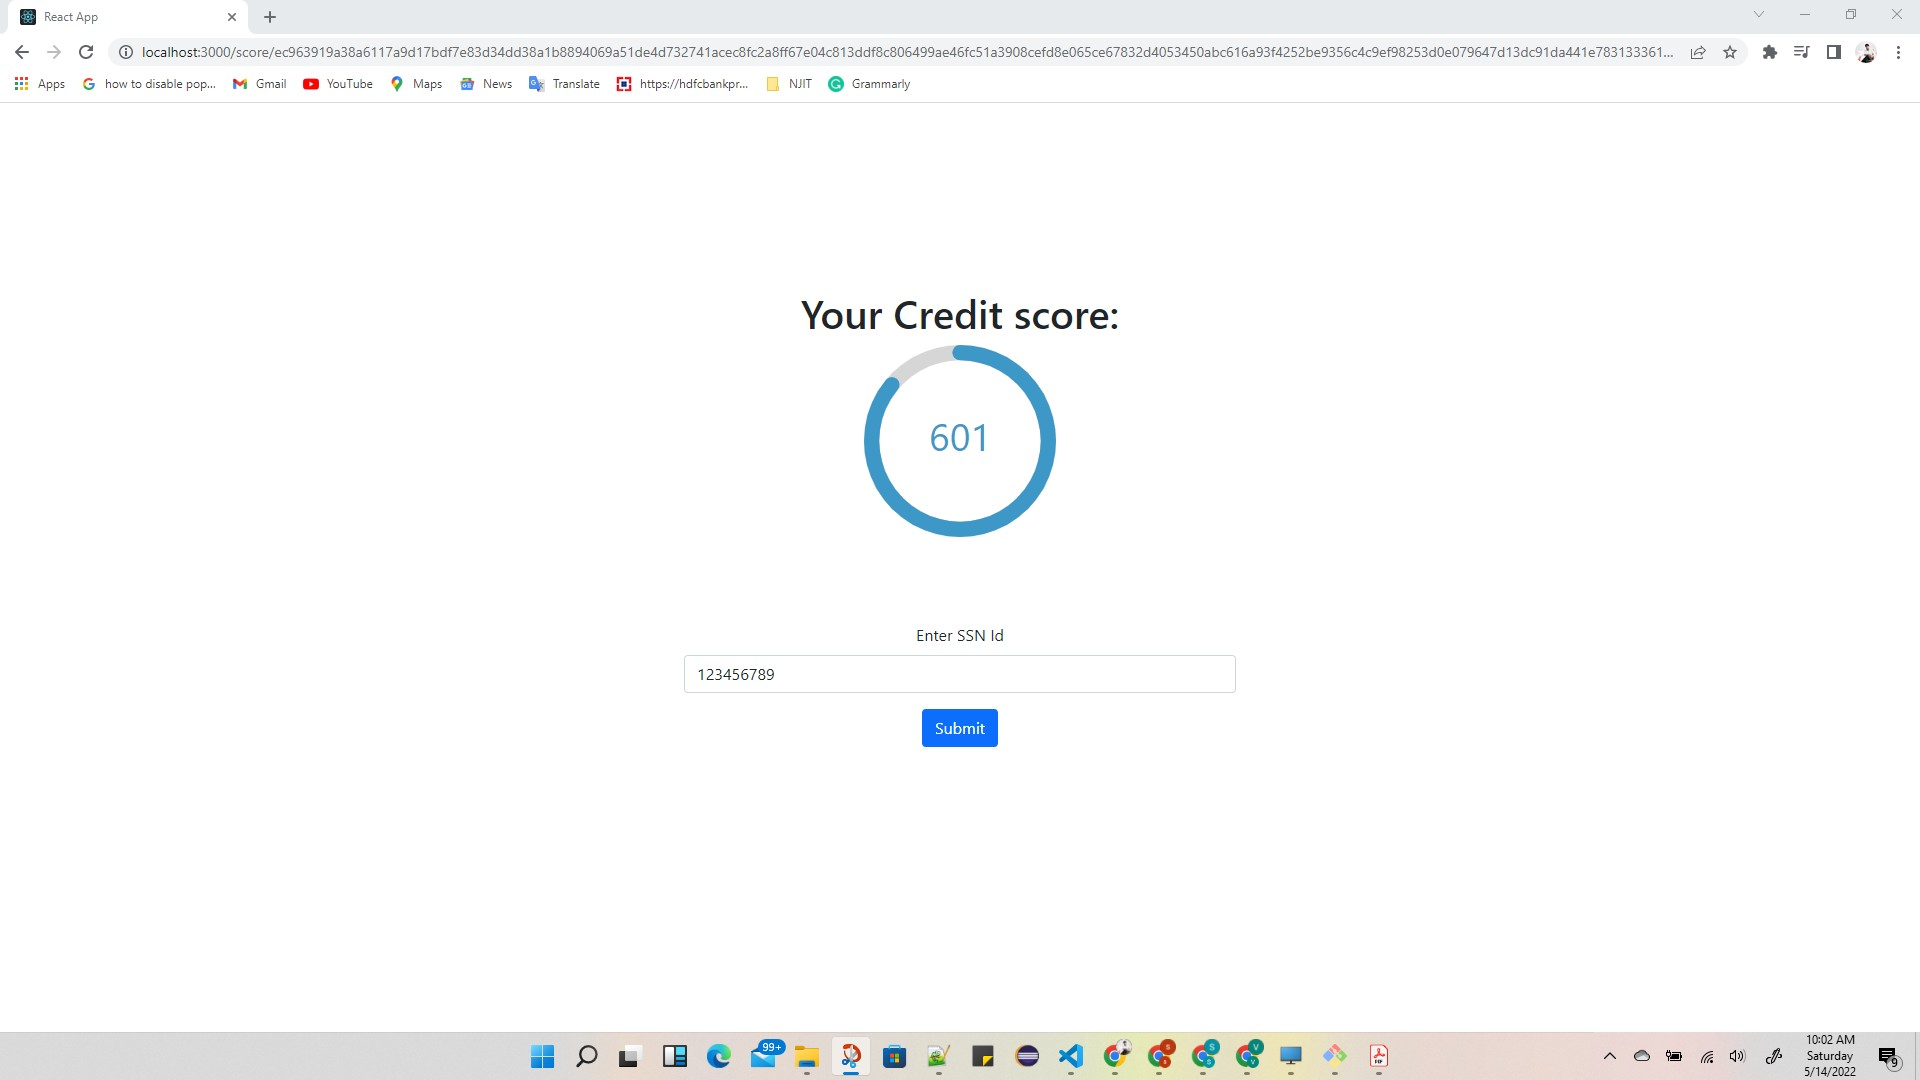 React App
localhost:3000/score/ec963919a38a6117a9d17bdf7e83d34dd38a1b8894069a51de4d732741acec8fc2a8ff67e04c813ddf8c806499ae46fc51a3908cefd8e065ce67832d4053450abc616a93f4252be9356c4c9ef98253d0e079647d13dc91da441e783133361...
Apps how to disable pop... Gmail YouTube Maps News Translate https://hdfcbankpr... NJIT Grammarly
Your Credit score:
601
Enter SSN Id
123456789
Submit
99+
10:02 AM
Saturday
5/14/2022
9